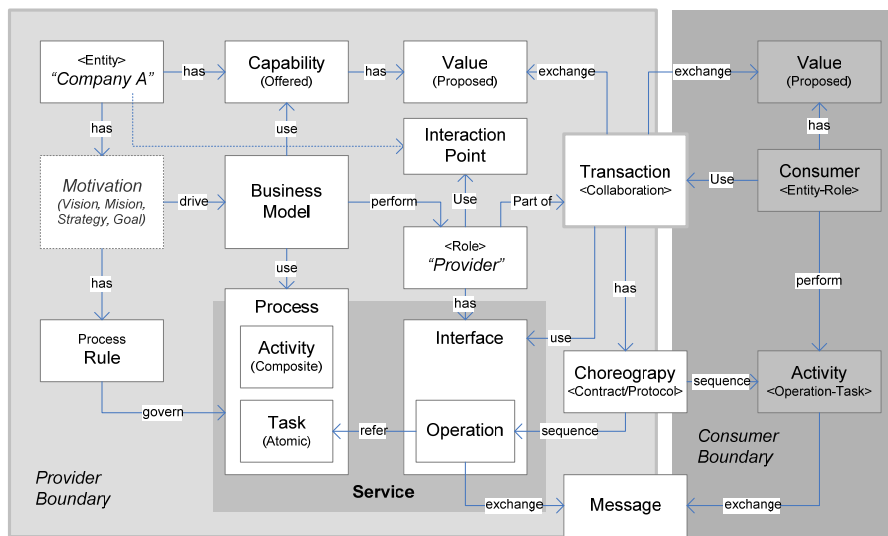 <Entity>
“Company A”
has
Capability
(Offered)
has
Value
(Proposed)
exchange
exchange
Value
(Proposed)
has
use
Interaction
Point
has
Motivation
(Vision, Mision,
Strategy, Goal)
drive
Business
Model
perform
Use
Part of
Transaction
<Collaboration>
Use
Consumer
<Entity-Role>
<Role>
“Provider”
has
use
has
has
perform
Process
Rule
Process
Activity
(Composite)
Interface
use
Choreograpy
<Contract/Protocol>
sequence
Activity
<Operation-Task>
govern
Task
(Atomic)
refer
Operation
sequence
Consumer
Boundary
Provider
Boundary
Service
exchange
Message
exchange